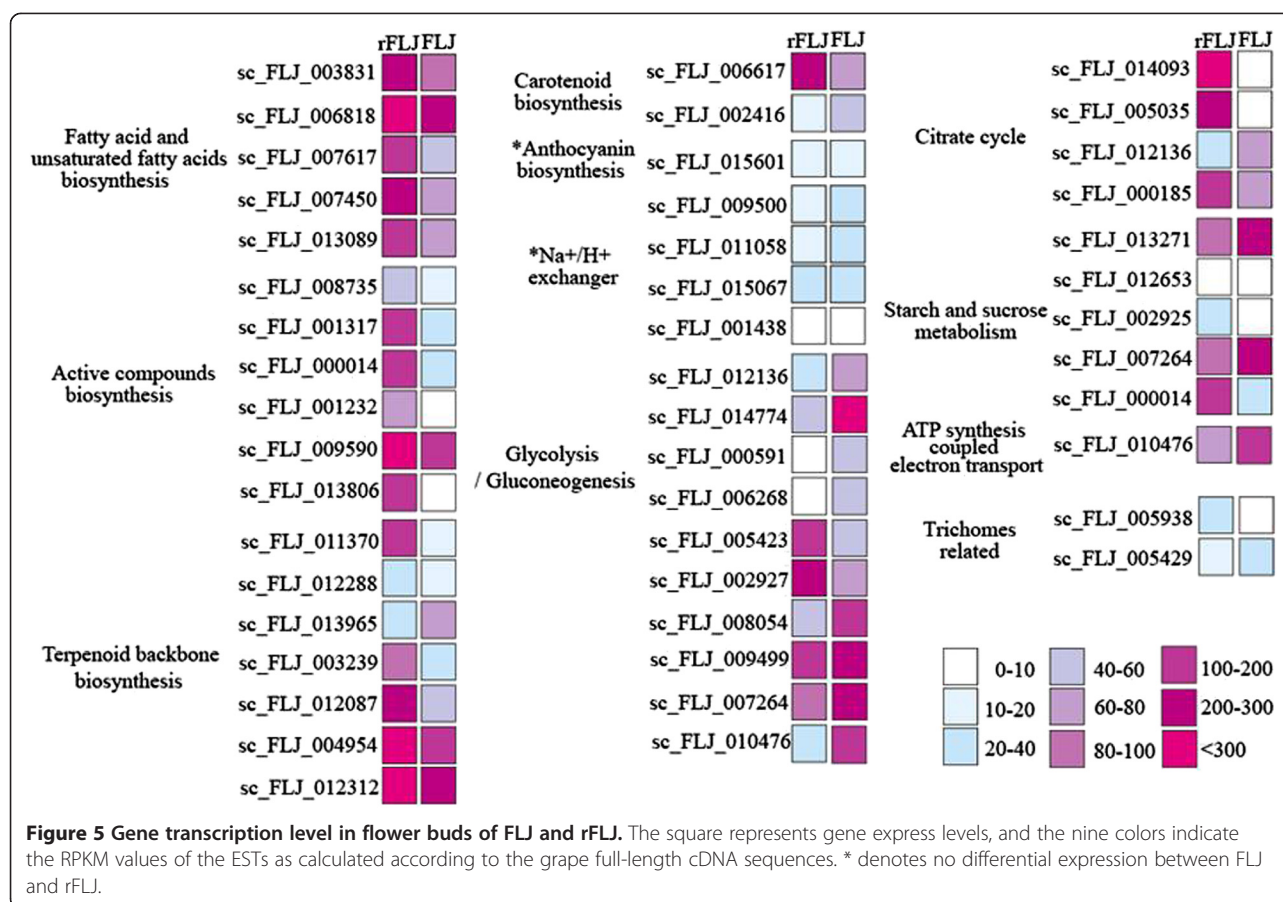 rFLJ FLJ
sc_FLJ_003831
sc_FLJ_006818
Fatty acid and
unsaturated fatty acids
biosynthesis
sc_FLJ_007617
sc_FLJ_007450
sc_FLJ_013089
sc_FLJ_008735
sc_FLJ_001317
Active compounds
biosynthesis
sc_FLJ_000014
sc_FLJ_001232
sc_FLJ_009590
sc_FLJ_013806
sc_FLJ_011370
sc_FLJ_012288
sc_FLJ_013965
Terpenoid backbone
biosynthesis
sc_FLJ_003239
sc_FLJ_012087
sc_FLJ_004954
sc_FLJ_012312
rFLJ FLJ
Carotenoid
biosynthesis
sc_FLJ_006617
sc_FLJ_002416
*Anthocyanin
biosynthesis
sc_FLJ_015601
sc_FLJ_009500
*Na+/H+
exchanger
sc_FLJ_011058
sc_FLJ_015067
sc_FLJ_001438
sc_FLJ_012136
sc_FLJ_014774
Glycolysis
/ Gluconeogenesis
sc_FLJ_000591
sc_FLJ_006268
sc_FLJ_005423
sc_FLJ_002927
sc_FLJ_008054
sc_FLJ_009499
sc_FLJ_007264
sc_FLJ_010476
rFLJ FLJ
sc_FLJ_014093
sc_FLJ_005035
Citrate cycle
sc_FLJ_012136
sc_FLJ_000185
sc_FLJ_013271
sc_FLJ_012653
Starch and sucrose
metabolism
sc_FLJ_002925
sc_FLJ_007264
sc_FLJ_000014
ATP synthesis
coupled
electron transport
sc_FLJ_010476
Trichomes
related
sc_FLJ_005938
sc_FLJ_005429
0-10 40-60 100-200
10-20 60-80 200-300
20-40 80-100 <300
Figure 5 Gene transcription level in flower buds of FLJ and rFLJ. The square represents gene express levels, and the nine colors indicate
the RPKM values of the ESTs as calculated according to the grape full-length cDNA sequences. * denotes no differential expression between FLJ
and rFLJ.